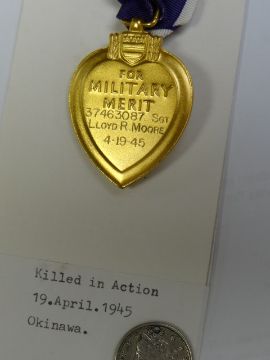 FOR
MILITARY
MERIT
37463087 SGT
LLOYD R MOORE
4-19-45
Killed in Action
19.April.1945
Okinawa.